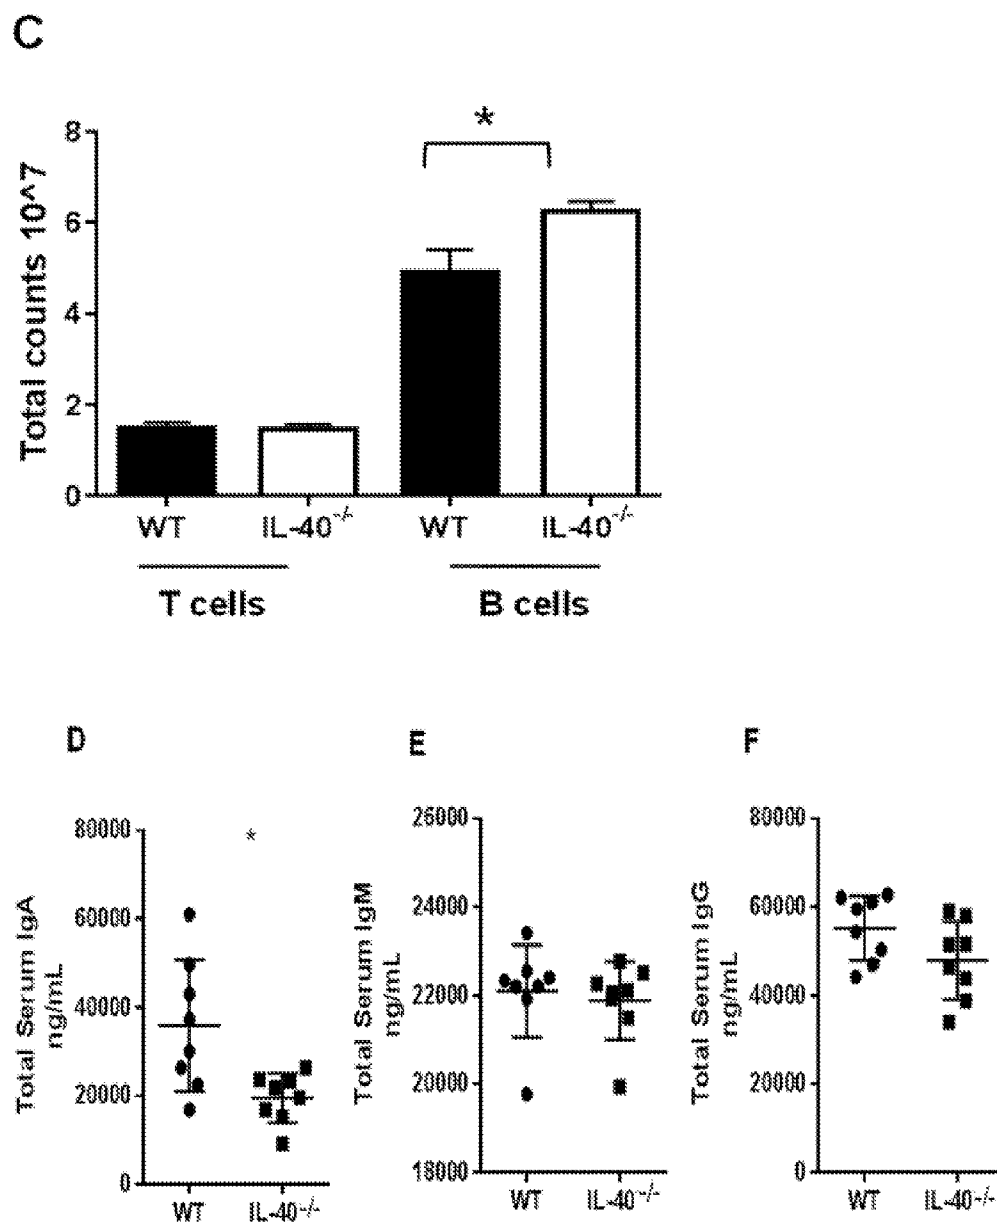 C
*
8
6
4
2
0
Total counts 10^7
WT IL-40-/- WT IL-40-/-
T cells B cells
D E F
*
80000
60000
40000
20000
0
Total Serum IgA
ng/mL
WT IL-40-/-
26000
24000
22000
20000
18000
Total Serum IgM
ng/mL
WT IL-40-/-
80000
60000
40000
20000
0
Total Serum IgG
ng/mL
WT IL-40-/-